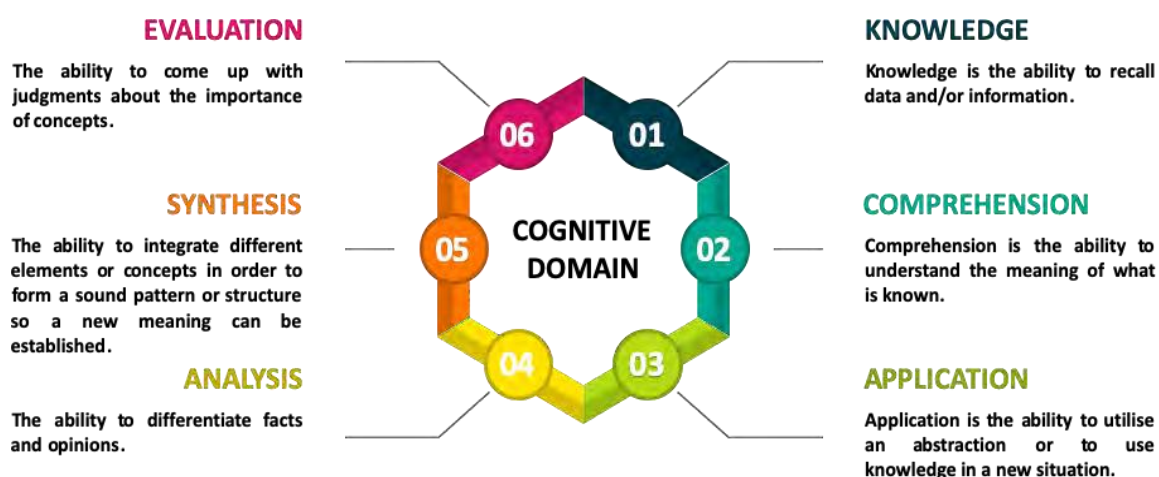 EVALUATION
The ability to come up with
judgments about the importance
of concepts.
SYNTHESIS
The ability to integrate different
elements or concepts in order to
form a sound pattern or structure
so a new meaning can be
established.
ANALYSIS
The ability to differentiate facts
and opinions.
06
01
05
COGNITIVE
DOMAIN
02
04
03
KNOWLEDGE
Knowledge is the ability to recall
data and/or information.
COMPREHENSION
Comprehension is the ability to
understand the meaning of what
is known.
APPLICATION
Application is the ability to utilise
an abstraction or to use
knowledge in a new situation.